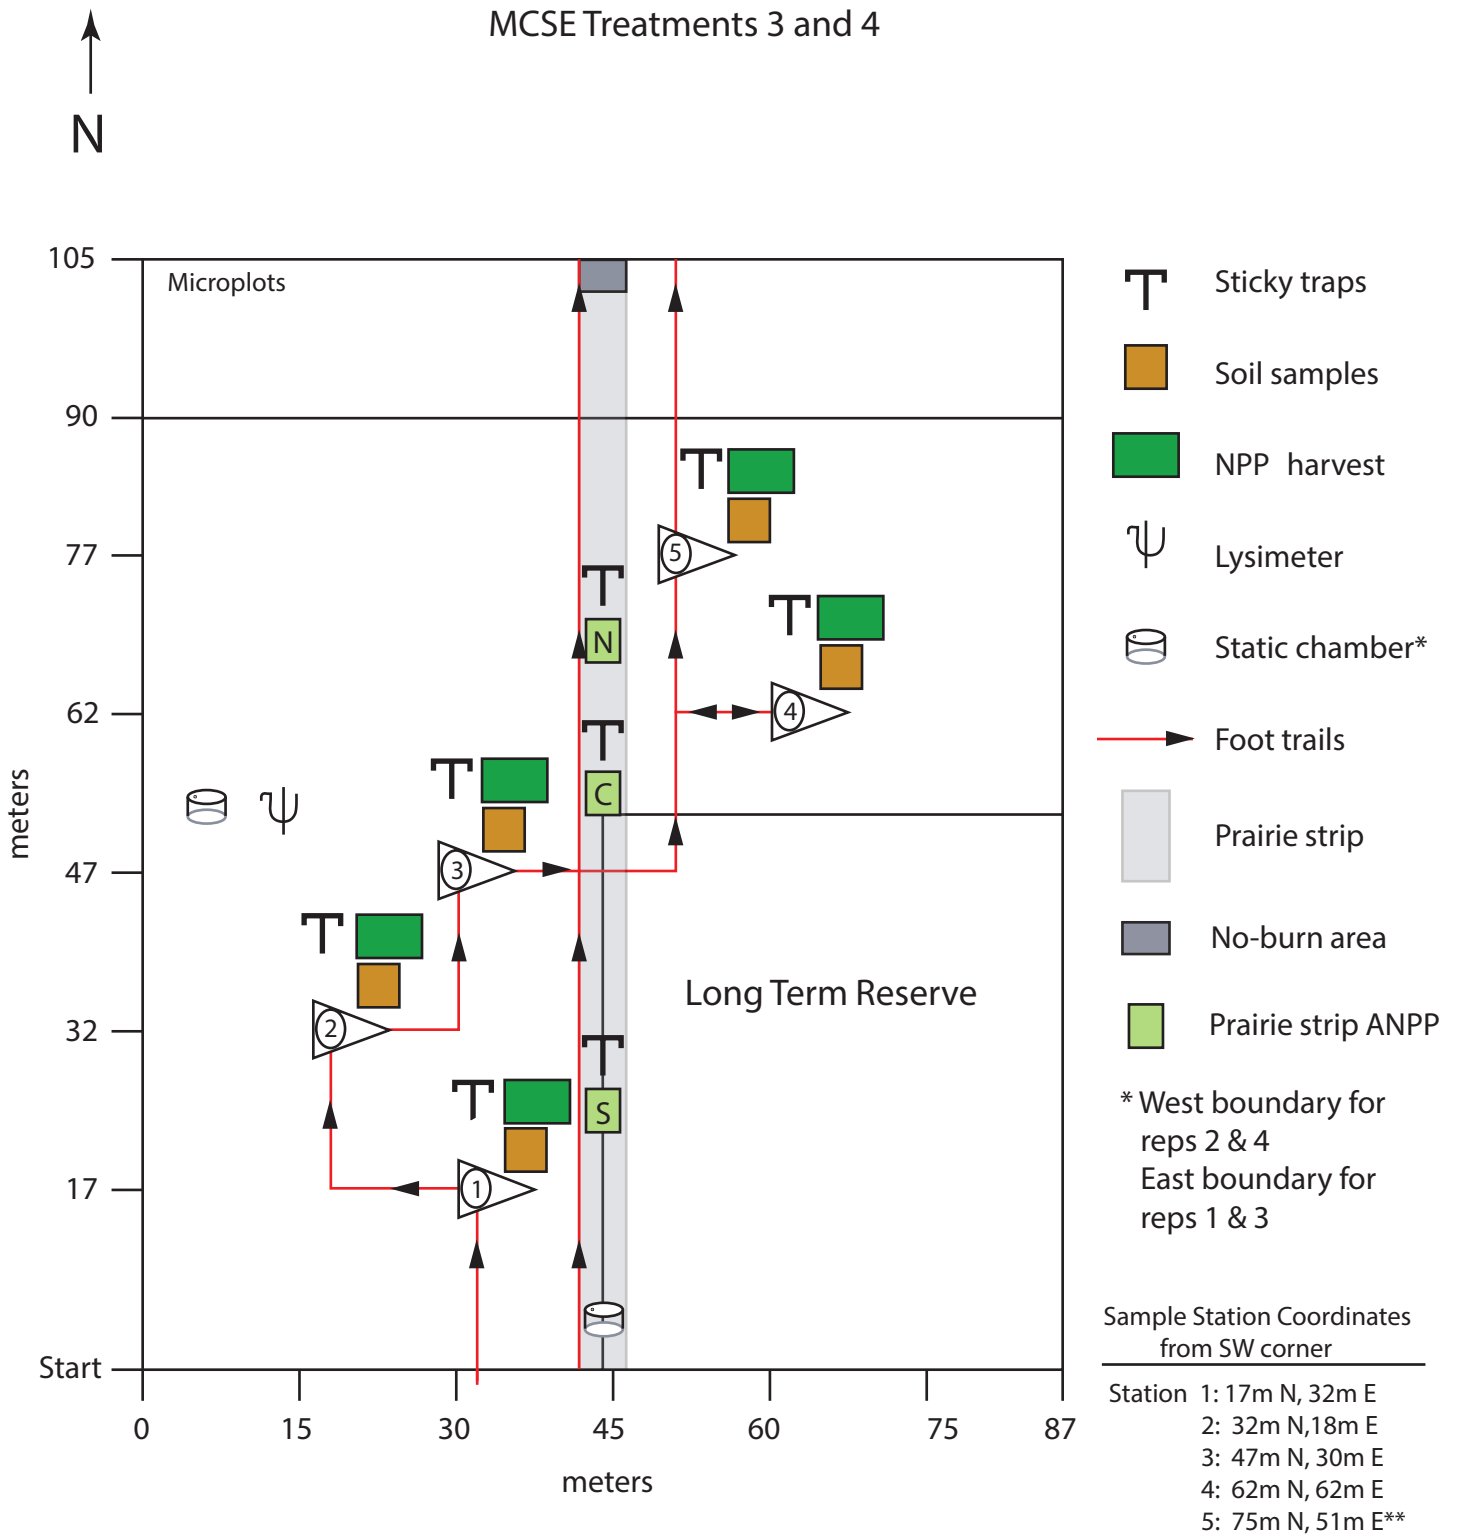 MCSE Treatments 3 and 4
N
105
90
77
62
47
32
17
Start
meters
0
15
30
45
60
75
87
meters
Microplots
5
N
4
C
3
Long Term Reserve
2
S
1
Sticky traps
Soil samples
NPP harvest
Lysimeter
Static chamber*
Foot trails
Prairie strip
No-burn area
Prairie strip ANPP
* West boundary for
reps 2 & 4
East boundary for
reps 1 & 3
Sample Station Coordinates
from SW corner
Station 1: 17m N, 32m E
2: 32m N,18m E
3: 47m N, 30m E
4: 62m N, 62m E
5: 75m N, 51m E**